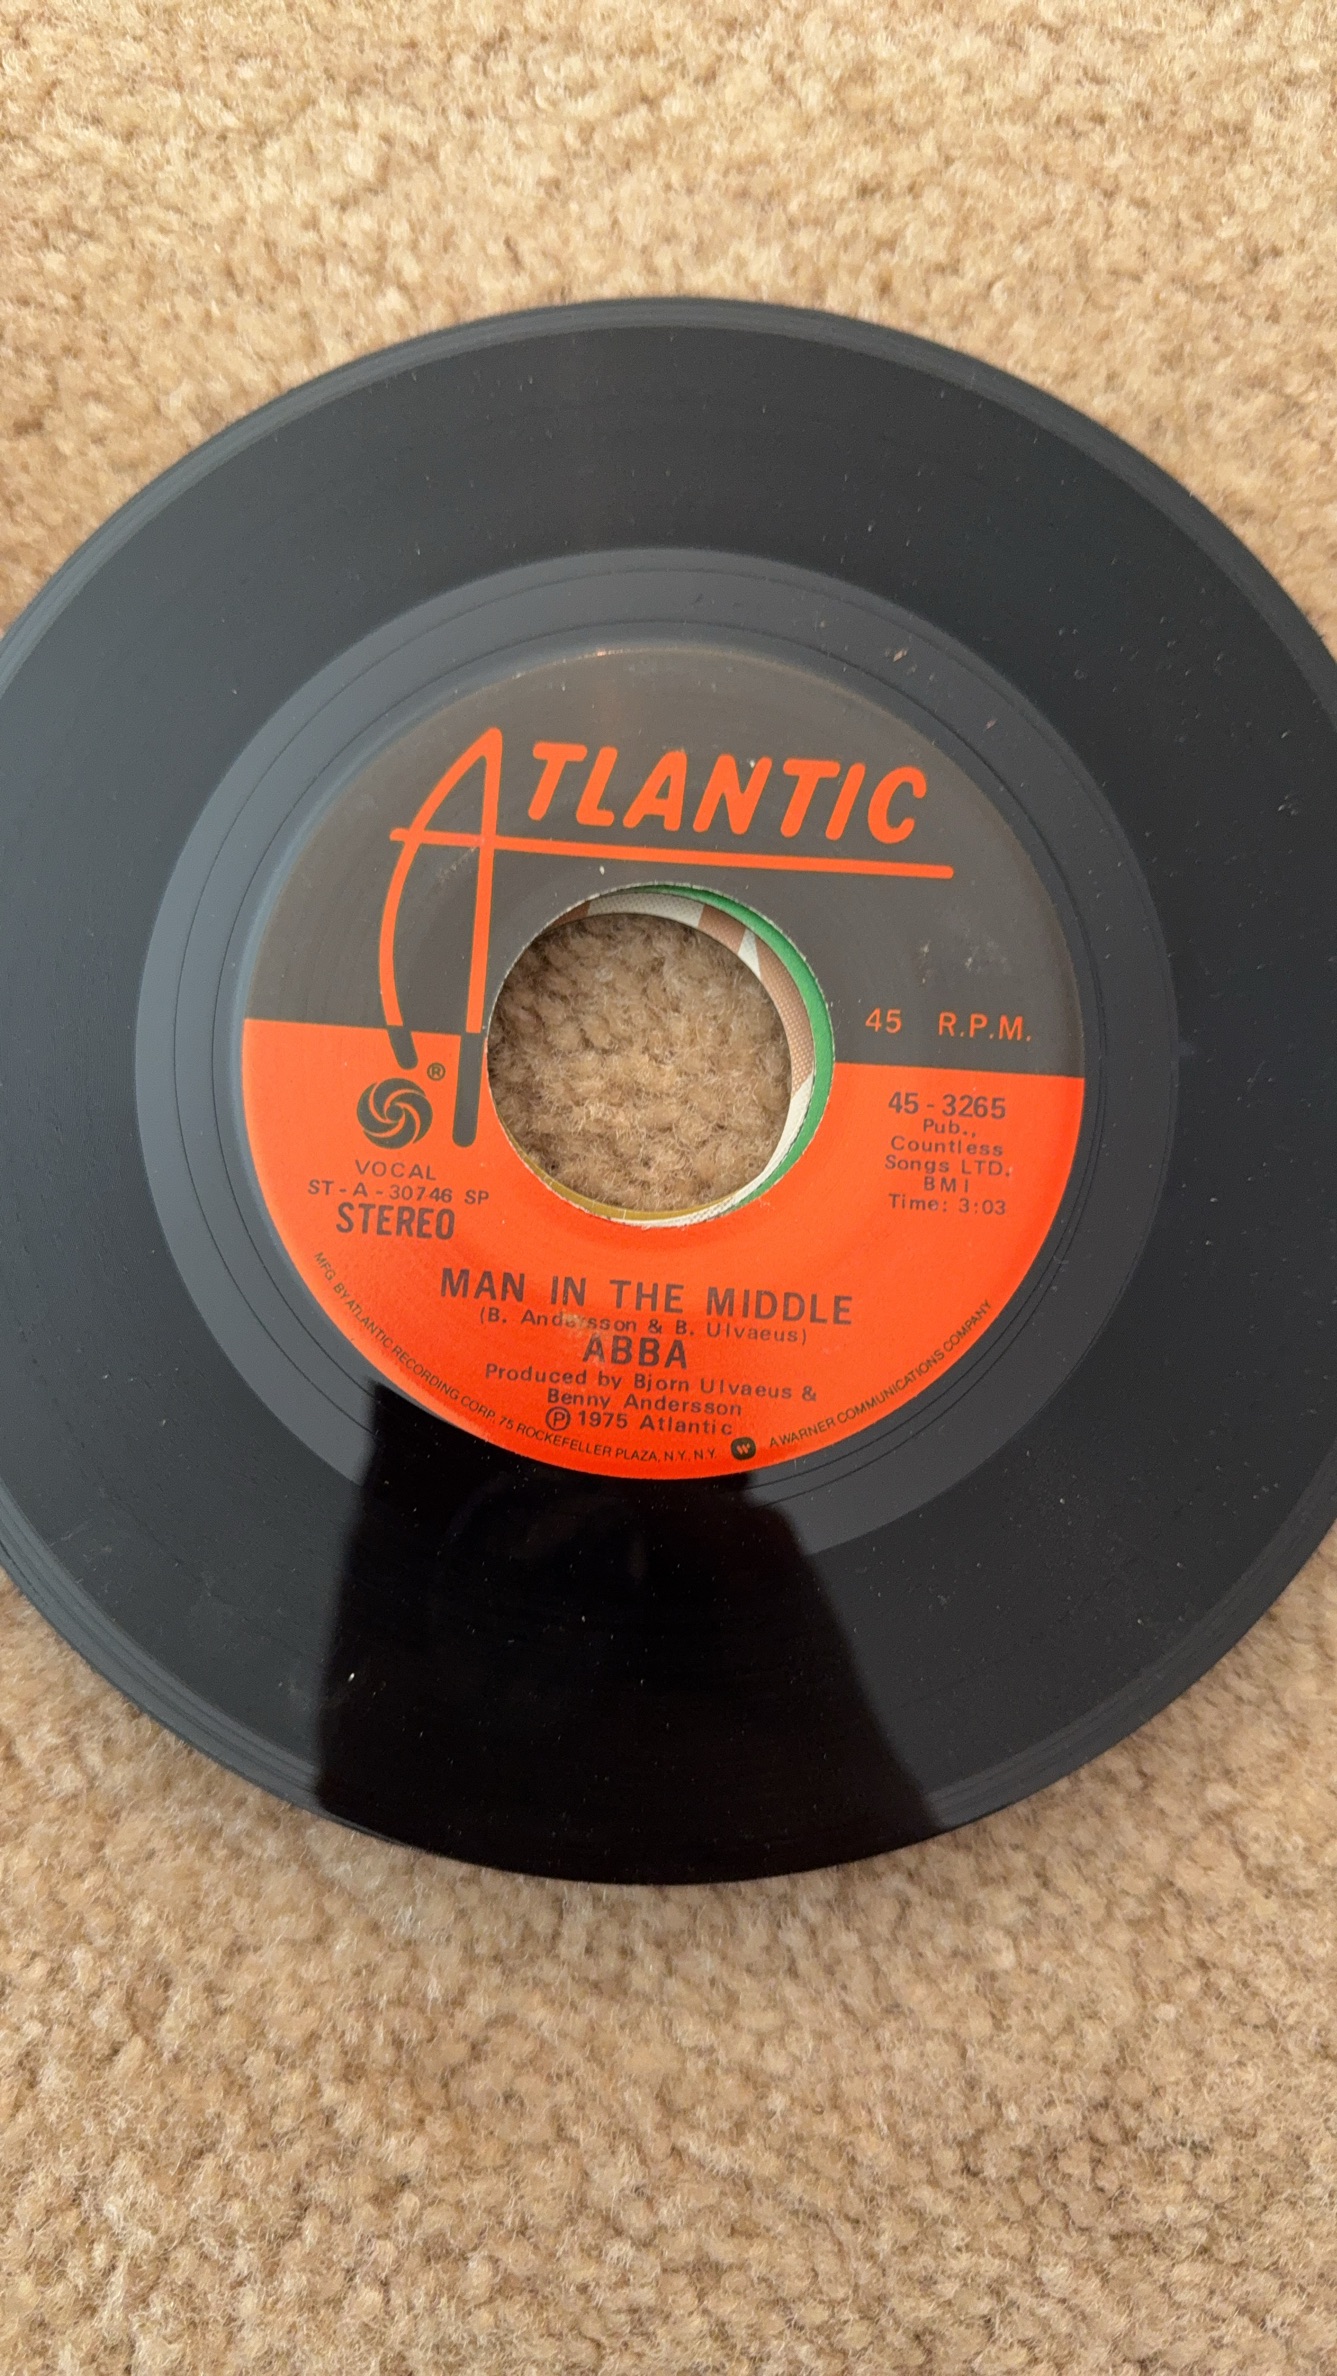 ATLANTIC
45 R.P.M.
®
VOCAL
ST-A-30746 SP
STEREO
45-3265
Pub.,
Countless
Songs LTD.
BMI
Time: 3:03
MAN IN THE MIDDLE
(B. Andersson & B. Ulvaeus)
ABBA
Produced by Bjorn Ulvaeus &
Benny Andersson
℗ 1975 Atlantic
MFG. BY ATLANTIC RECORDING CORP. 75 ROCKEFELLER PLAZA, N.Y. N.Y. W A WARNER COMMUNICATIONS COMPANY